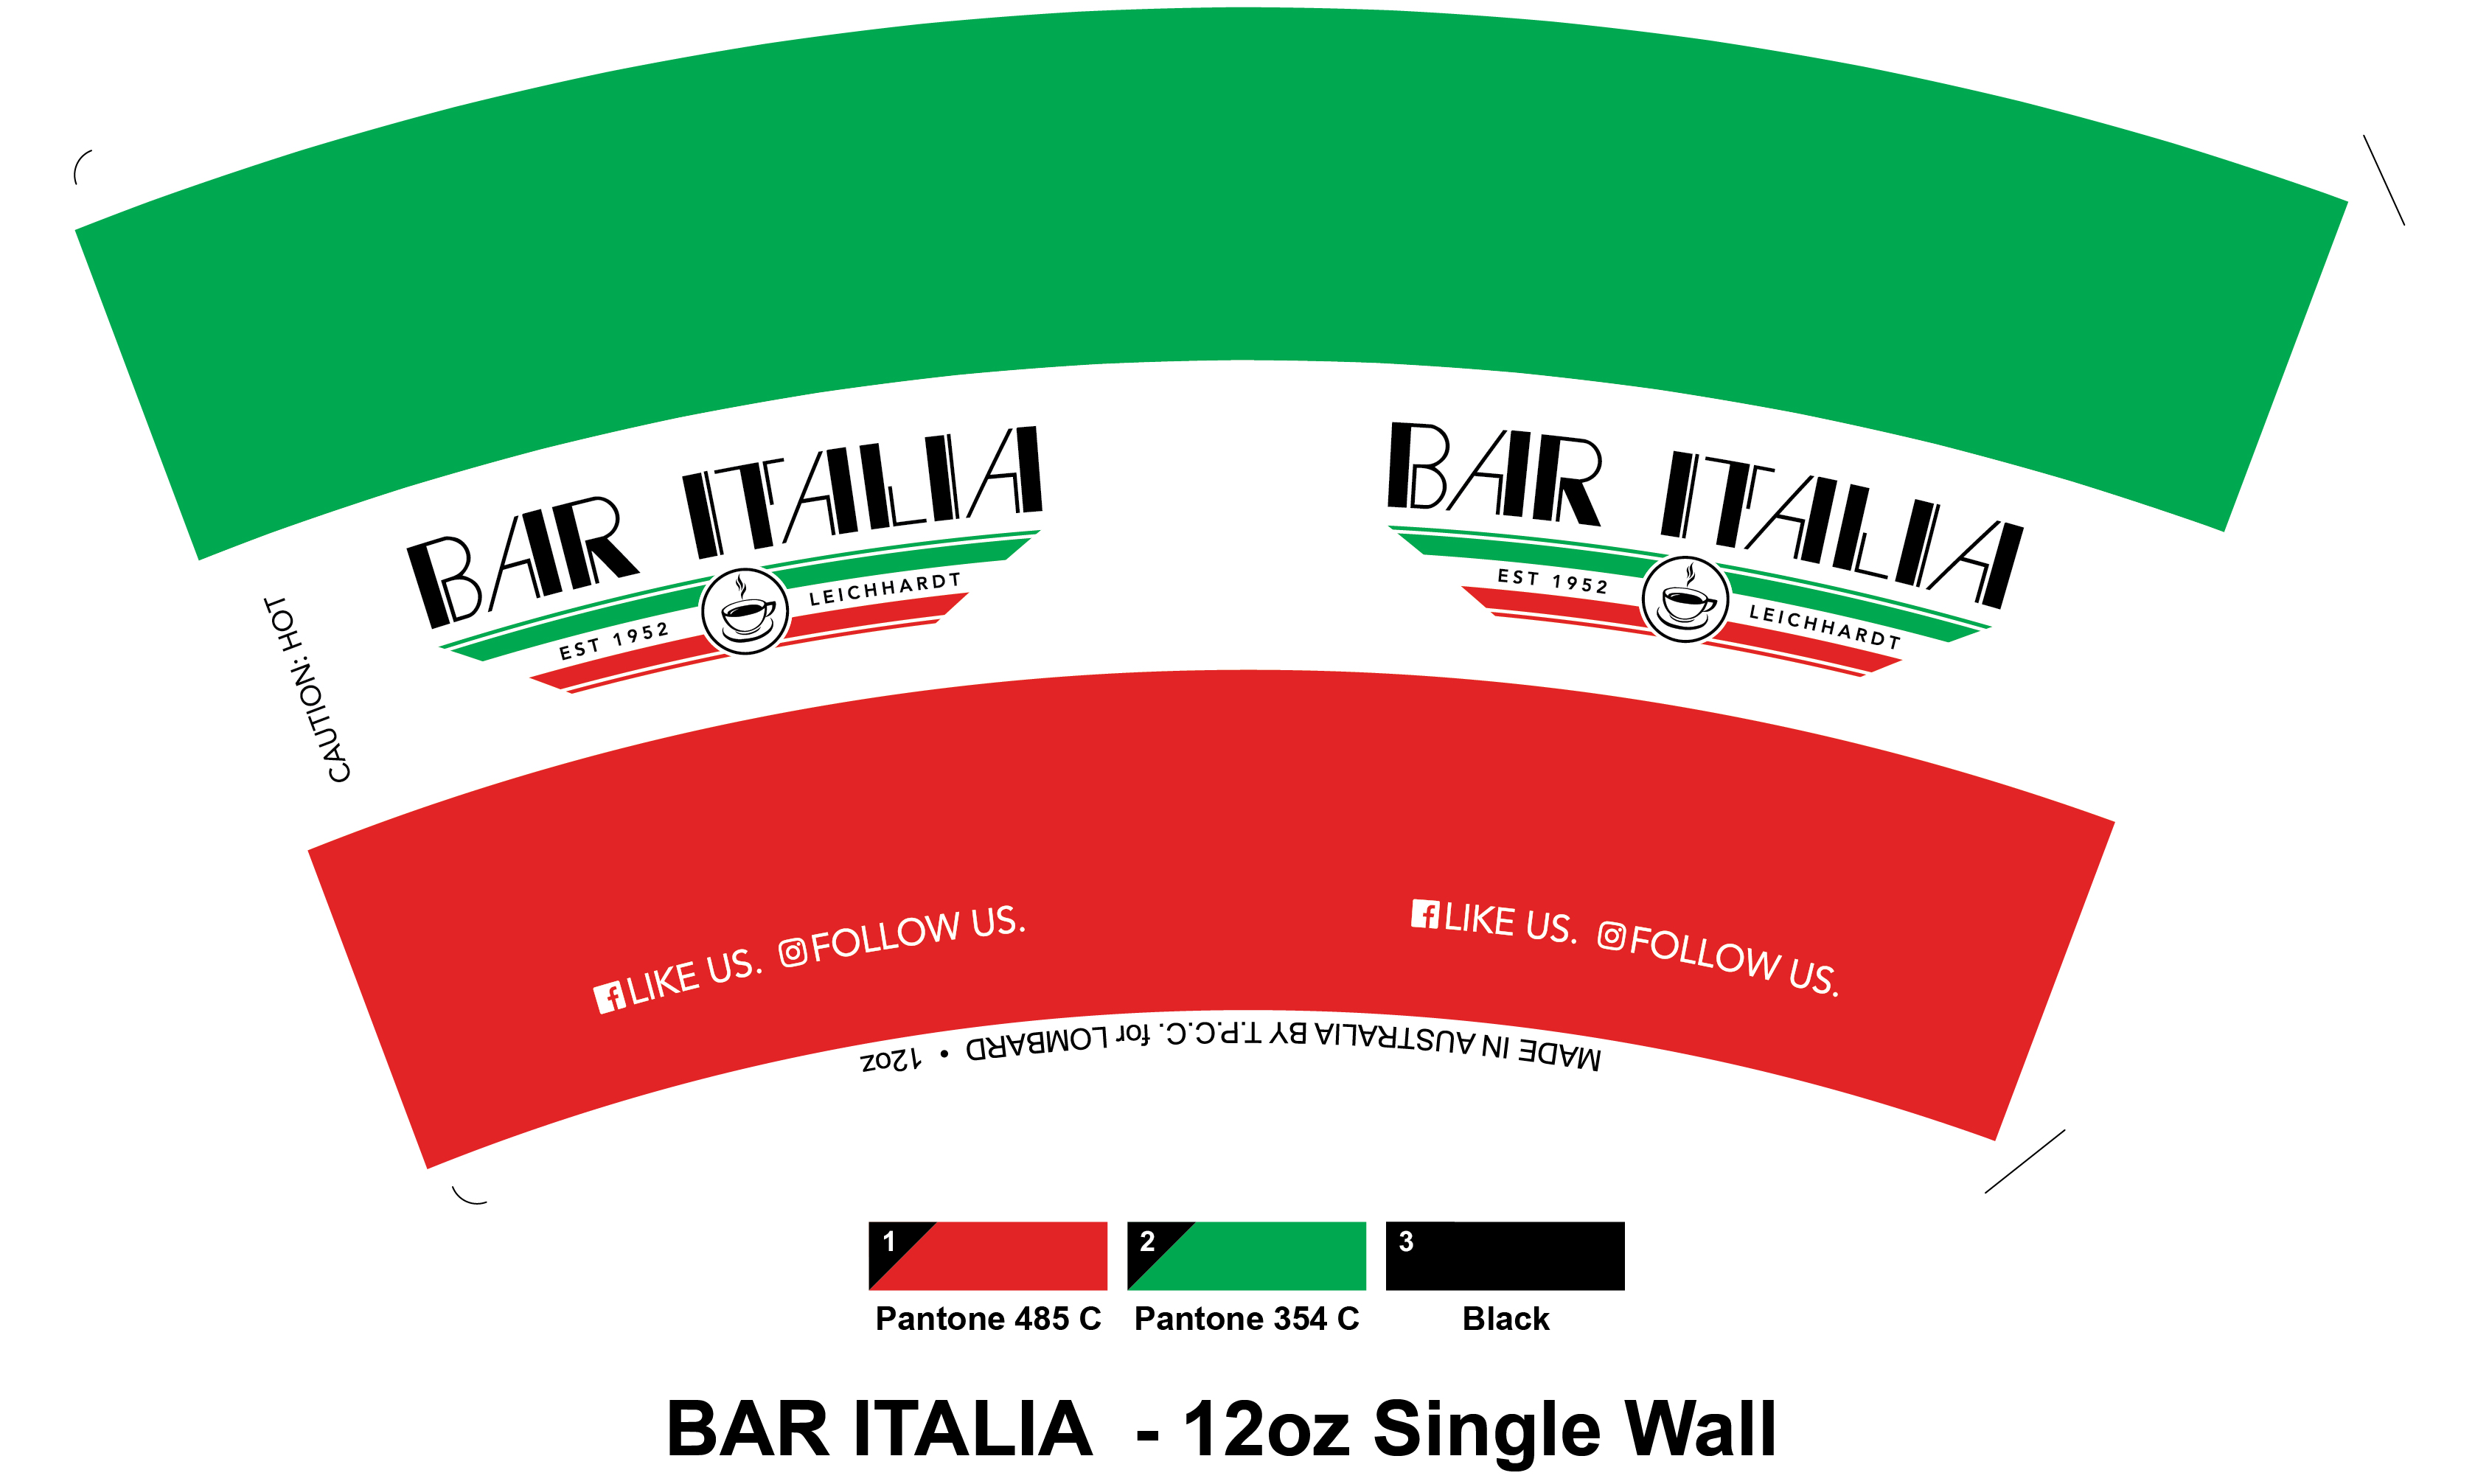 BAR ITALIA
EST 1952 LEICHHARDT
BAR ITALIA
EST 1952 LEICHHARDT
CAUTION: HOT
LIKE US. FOLLOW US.
LIKE US. FOLLOW US.
MADE IN AUSTRALIA BY T.P.C.C. for LOMBARD • 12oz
1 2 3
Pantone 485 C Pantone 354 C Black
BAR ITALIA - 12oz Single Wall